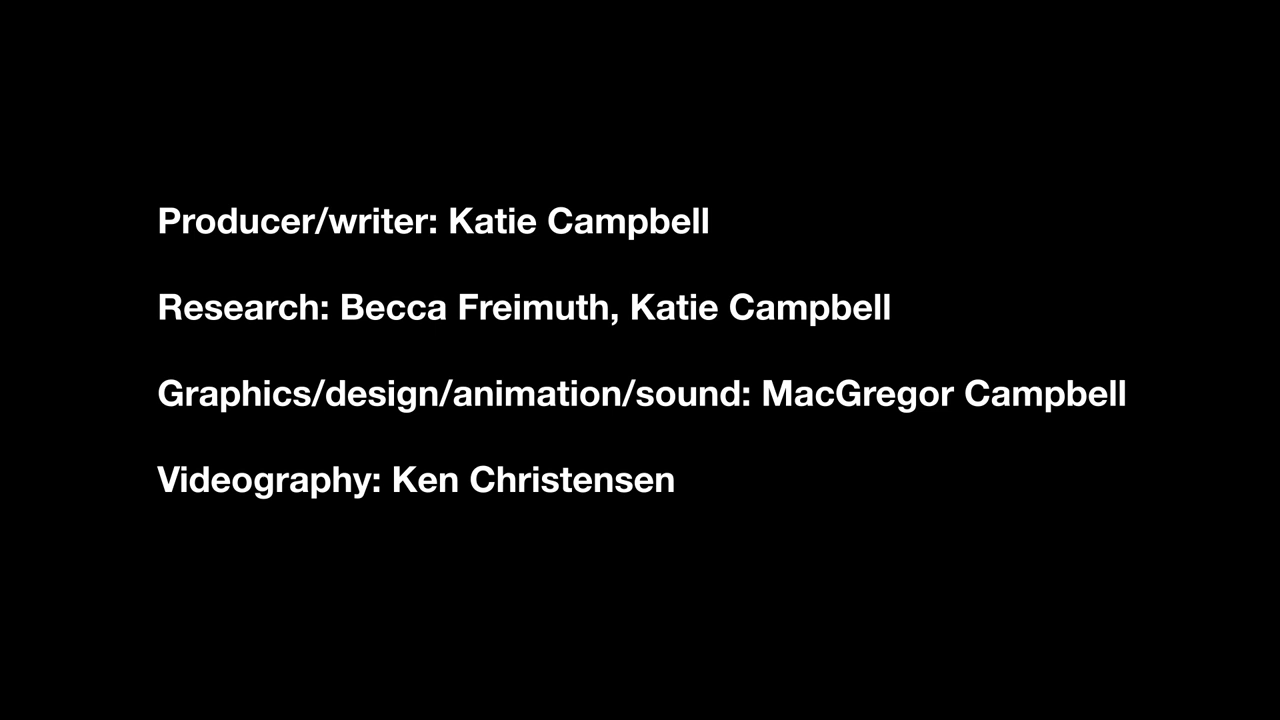 Producer/writer: Katie Campbell
Research: Becca Freimuth, Katie Campbell
Graphics/design/animation/sound: MacGregor Campbell
Videography: Ken Christensen